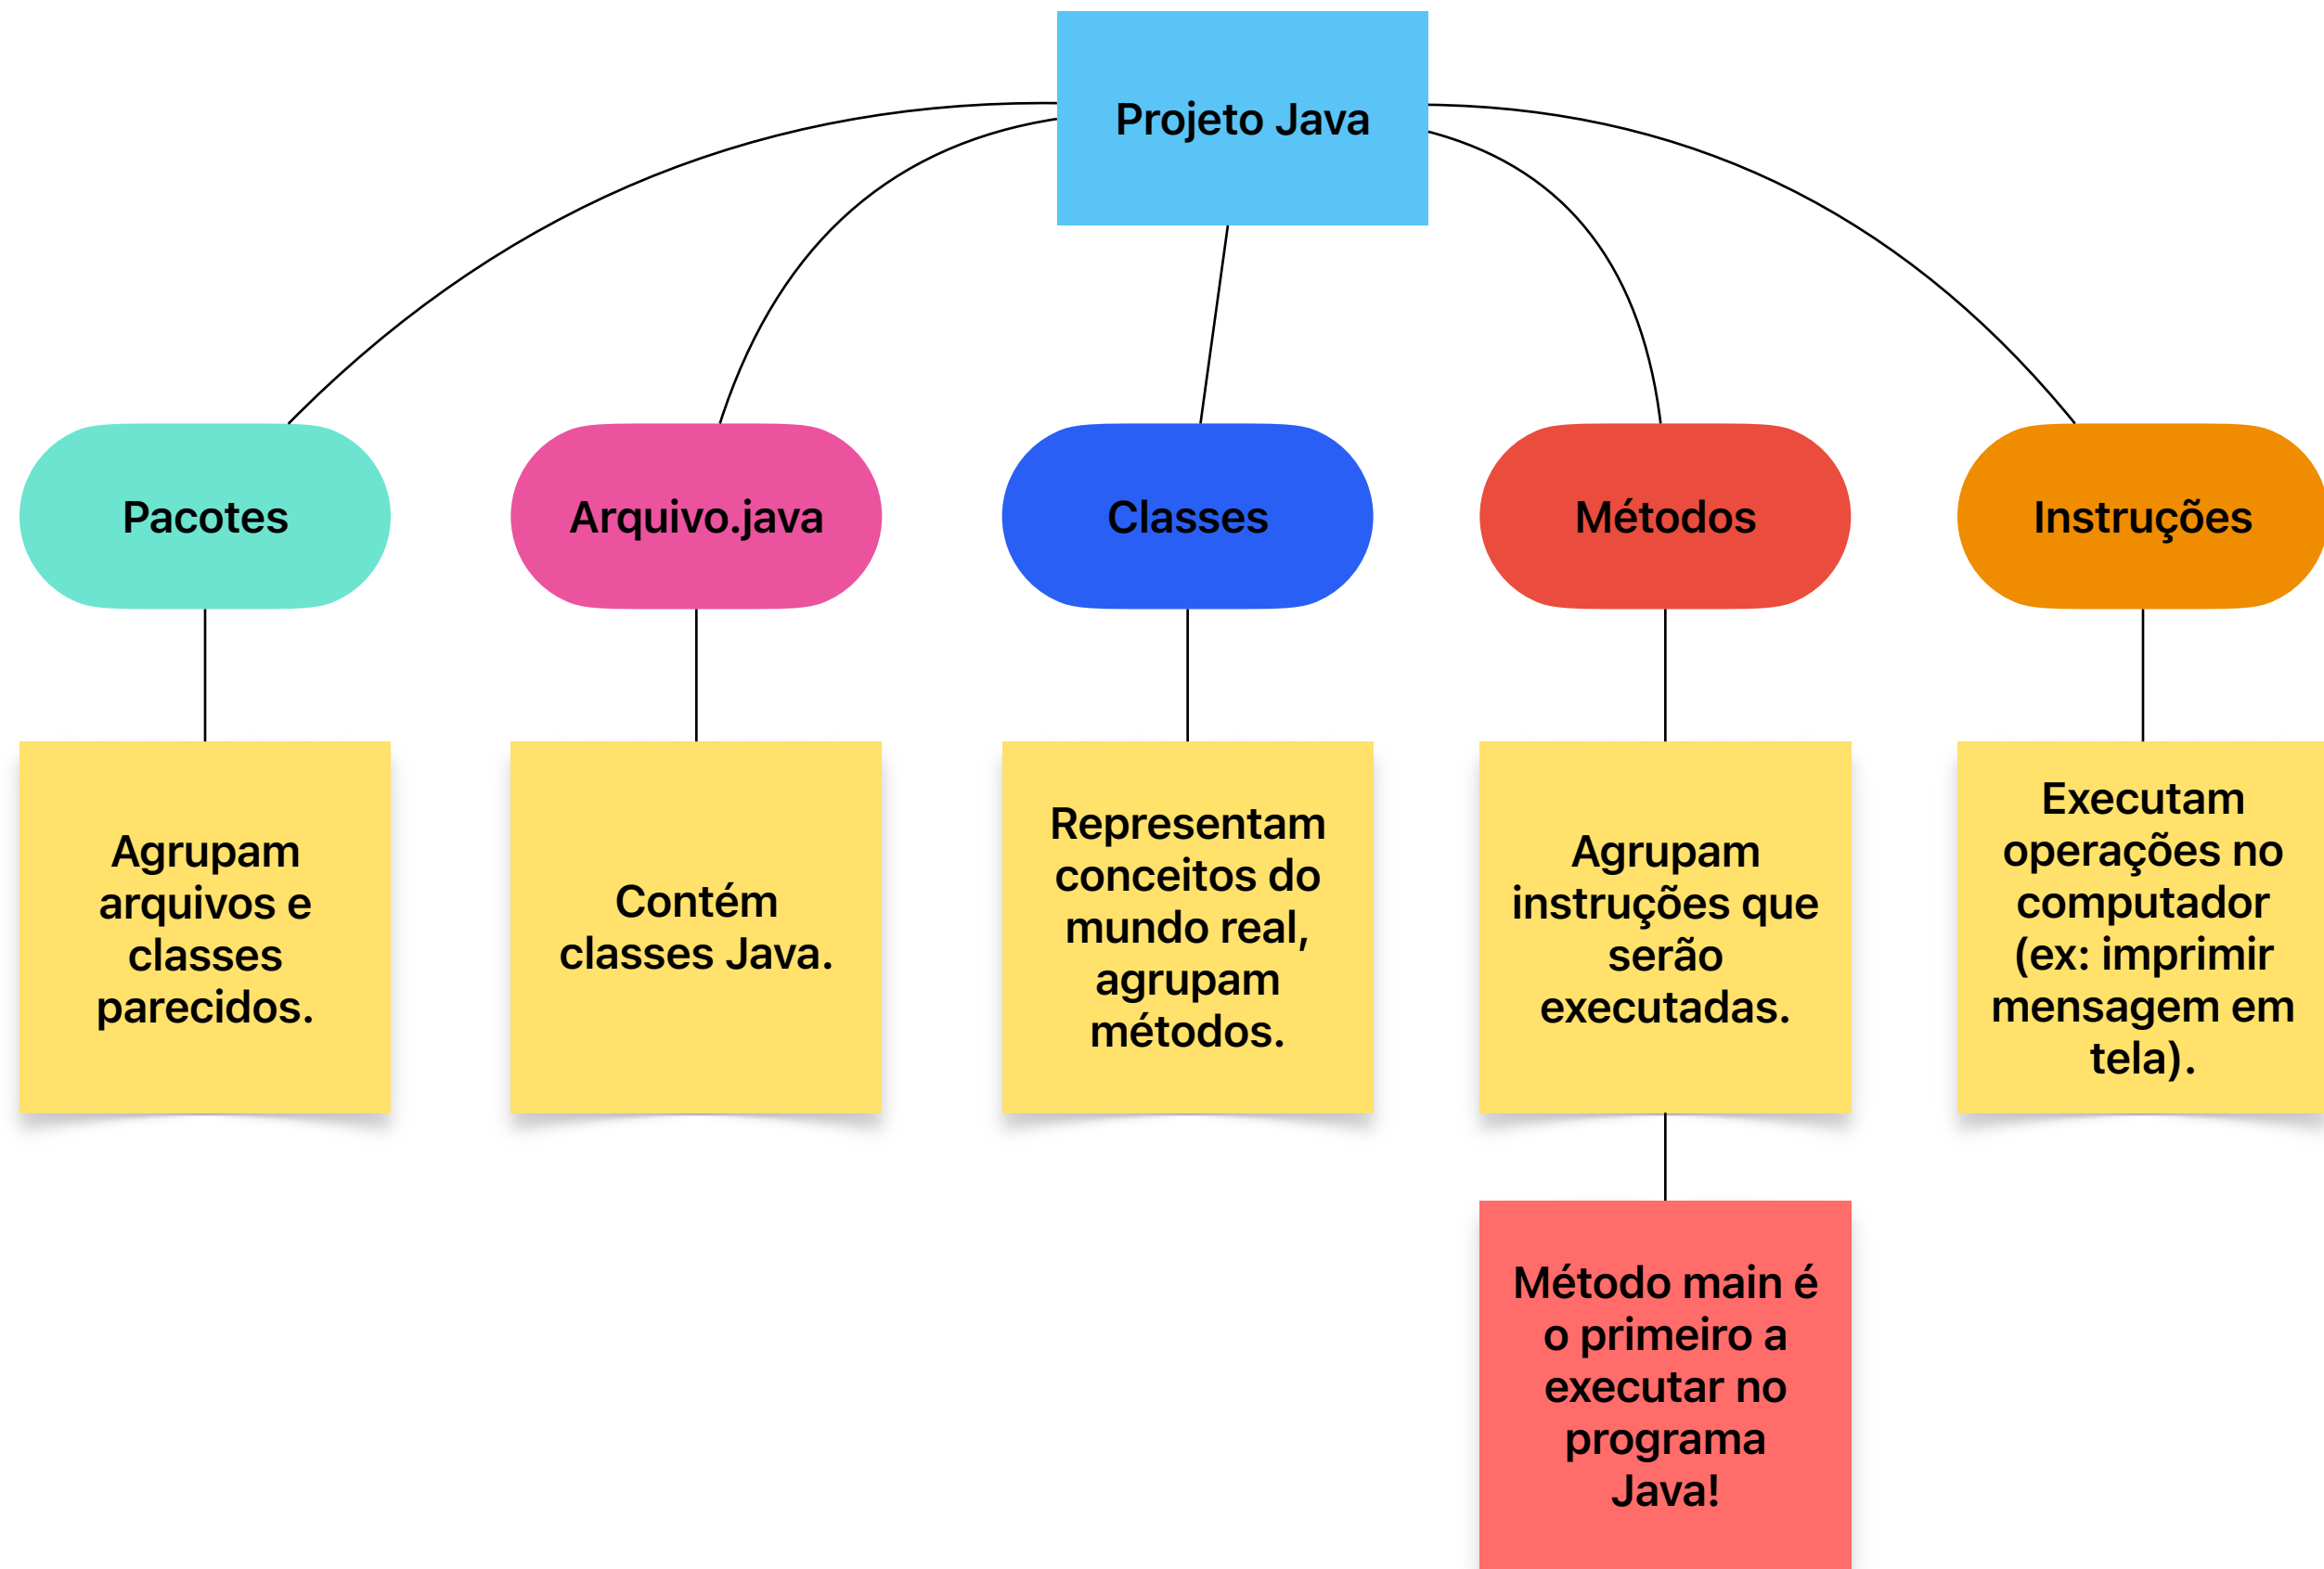 Projeto Java
Pacotes
Arquivo.java
Classes
Métodos
Instruções
Agrupam
arquivos e
classes
parecidos.
Contém
classes Java.
Representam
conceitos do
mundo real,
agrupam
métodos.
Agrupam
instruções que
serão
executadas.
Executam
operações no
computador
(ex: imprimir
mensagem em
tela).
Método main é
o primeiro a
executar no
programa
Java!